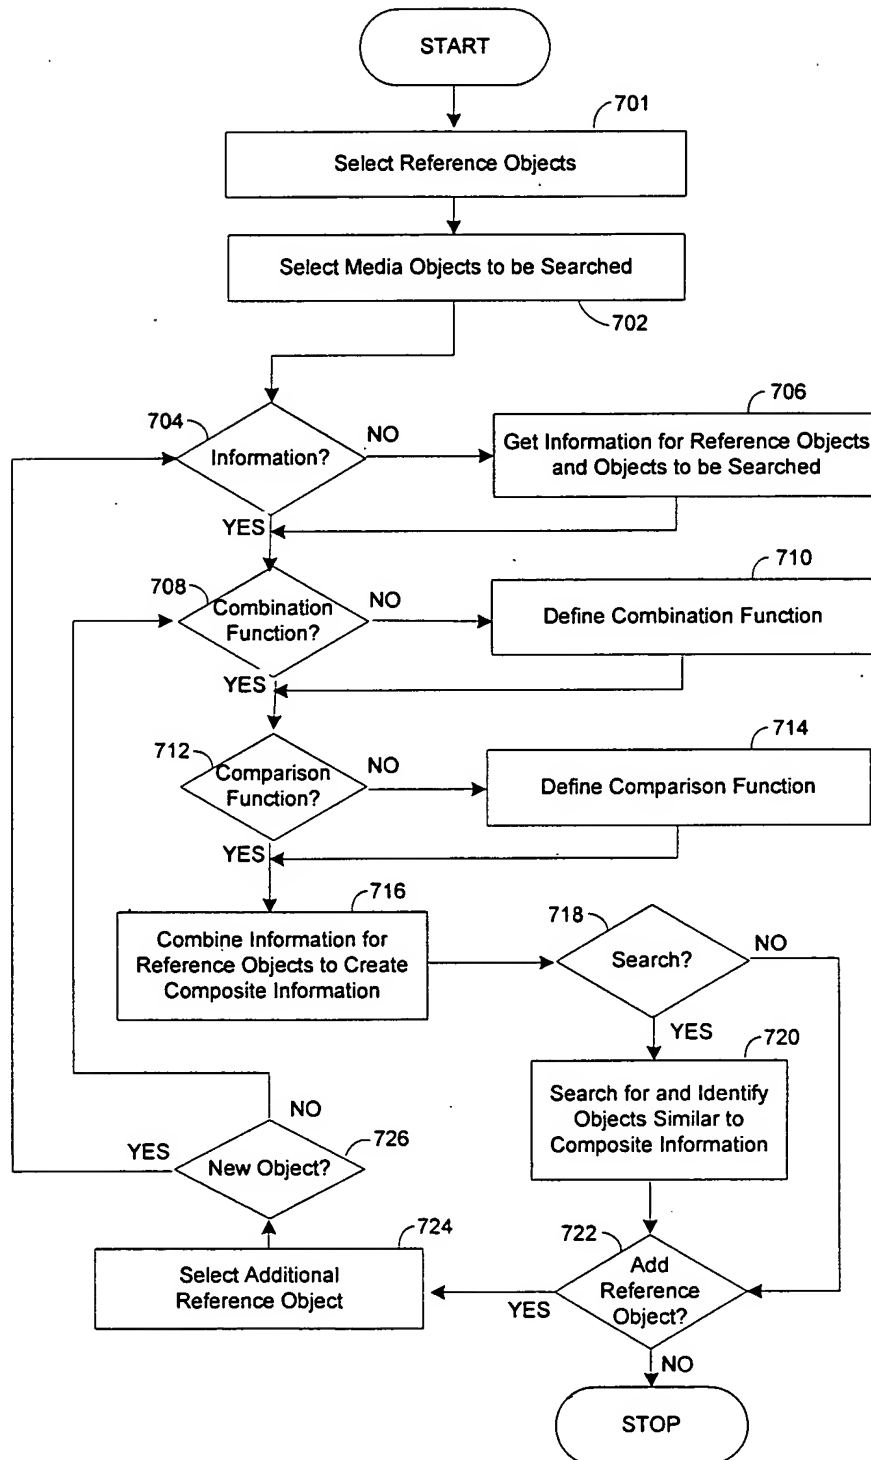 START
701
Select Reference Objects
Select Media Objects to be Searched
702
704
Information?
NO
706
Get Information for Reference Objects
and Objects to be Searched
YES
708
Combination
Function?
NO
710
Define Combination Function
YES
712
Comparison
Function?
NO
714
Define Comparison Function
YES
716
Combine Information for
Reference Objects to Create
Composite Information
718
Search?
NO
YES
720
Search for and Identify
Objects Similar to
Composite Information
NO
YES
726
New Object?
724
Select Additional
Reference Object
722
Add
Reference
Object?
YES
NO
STOP